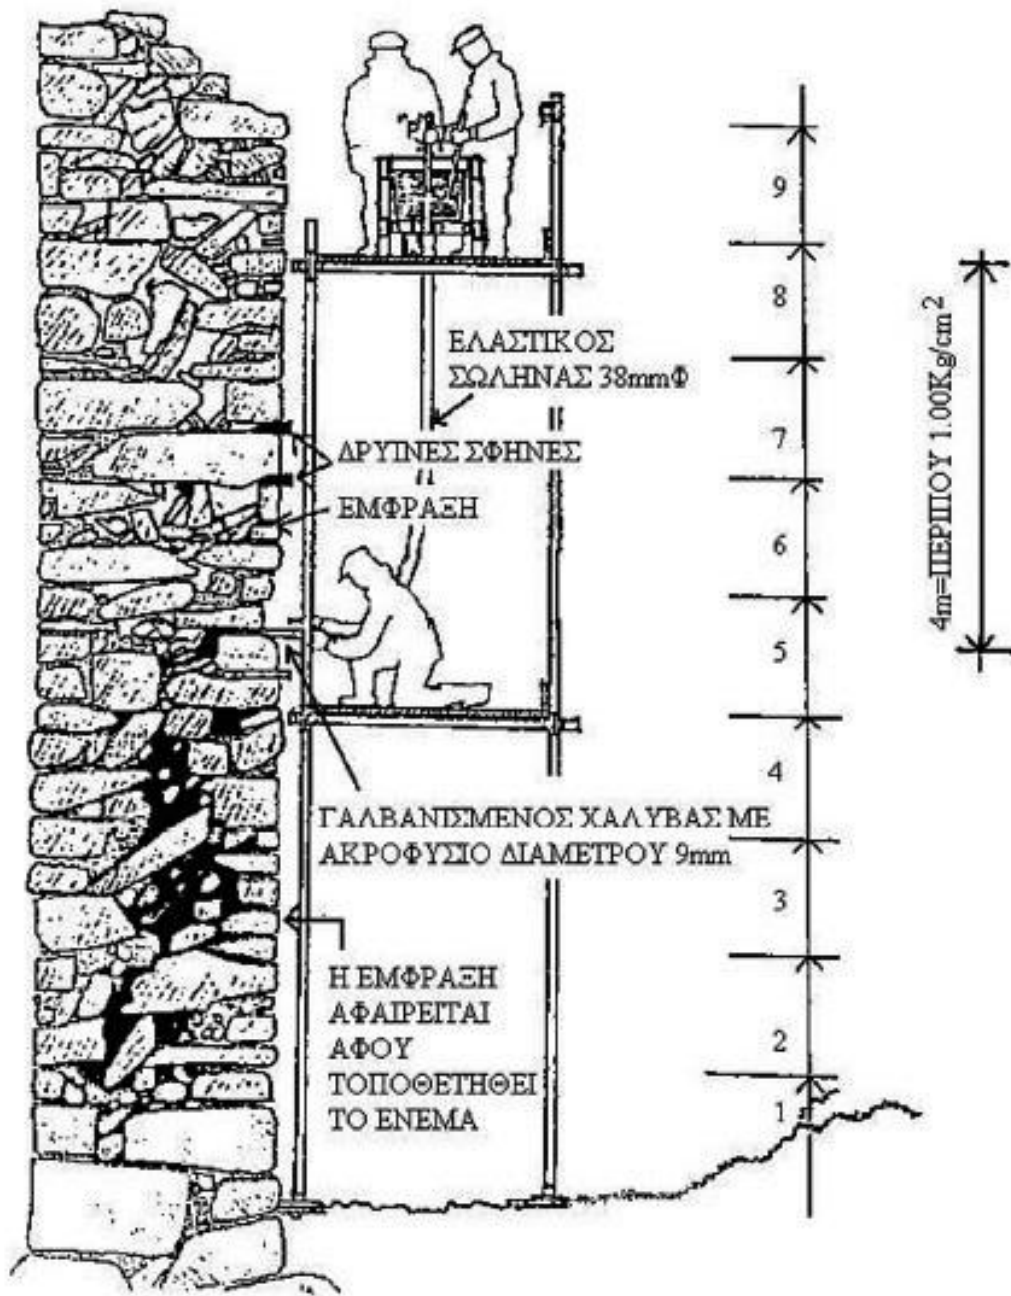 9
8
ΕΛΑΣΤΙΚΟΣ
ΣΩΛΗΝΑΣ 38mmΦ
7
ΔΡΥΙΝΕΣ ΣΦΗΝΕΣ
ΕΜΦΡΑΞΗ
6
4m=ΠΕΡΙΠΟΥ 1.00Kg/cm²
5
4
ΓΑΛΒΑΝΙΣΜΕΝΟΣ ΧΑΛΥΒΑΣ ΜΕ
ΑΚΡΟΦΥΣΙΟ ΔΙΑΜΕΤΡΟΥ 9mm
3
Η ΕΜΦΡΑΞΗ
ΑΦΑΙΡΕΙΤΑΙ
ΑΦΟΥ
ΤΟΠΟΘΕΤΗΘΕΙ
ΤΟ ΕΝΕΜΑ
2
1